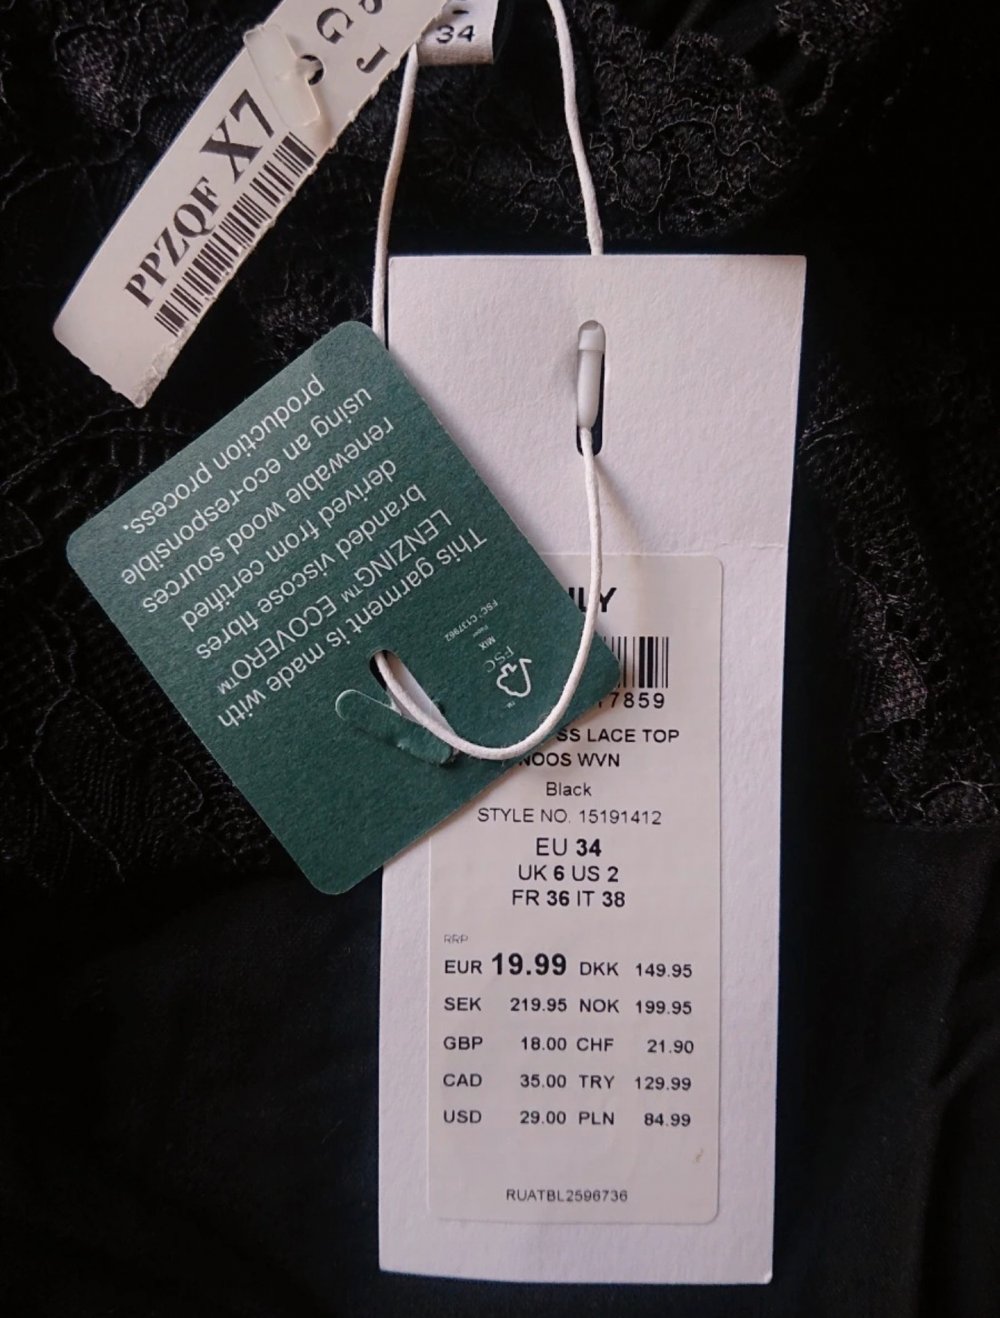 34
PPZQF X7
This garment is made with
LENZING™ ECOVERO™
branded viscose fibres
derived from certified
renewable wood sources
using an eco-responsible
production process.
FSC
MIX
Paper
FSC® C137962
7859
LACE TOP
NOOS WVN
Black
STYLE NO. 15191412
EU 34
UK 6 US 2
FR 36 IT 38
RRP
EUR 19.99 DKK 149.95
SEK 219.95 NOK 199.95
GBP 18.00 CHF 21.90
CAD 35.00 TRY 129.99
USD 29.00 PLN 84.99
RUATBL2596736